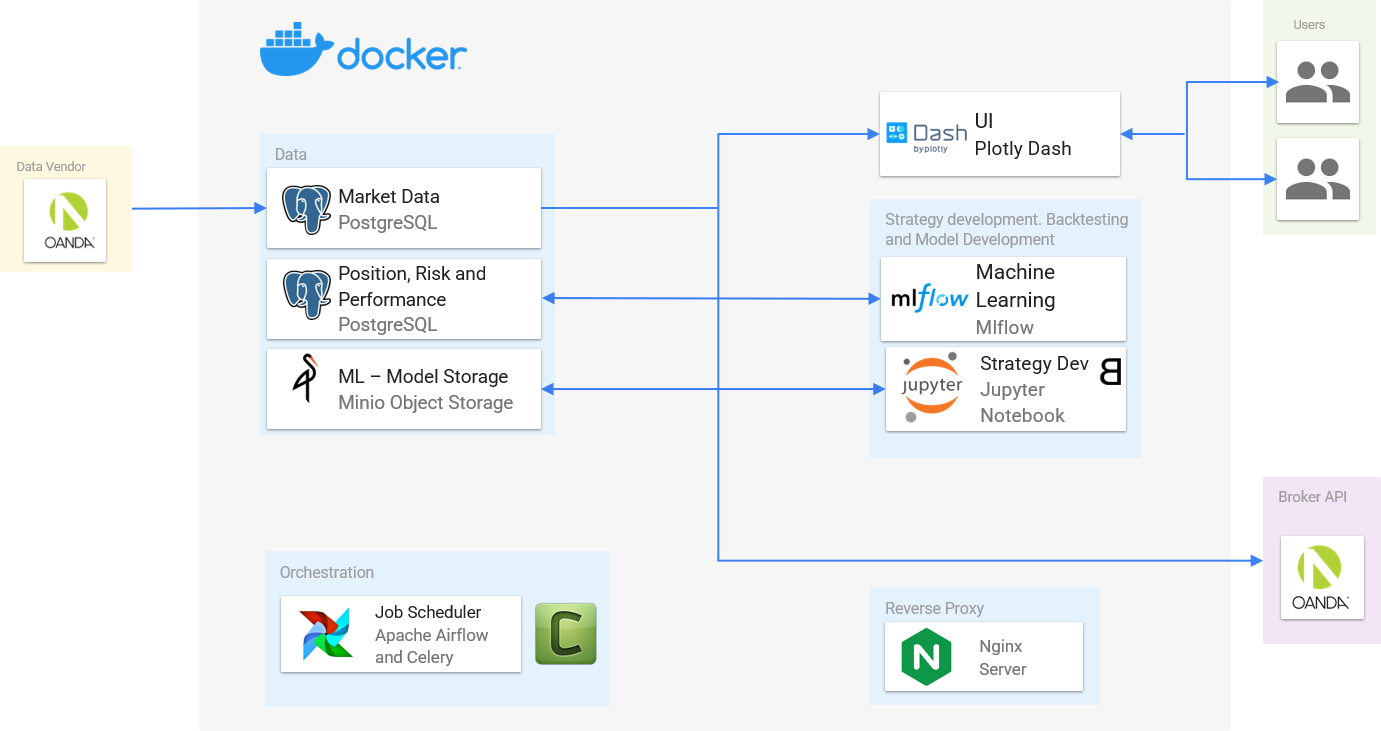 docker
Users
Data Vendor
OANDA
Data
Market Data
PostgreSQL
Position, Risk and
Performance
PostgreSQL
ML – Model Storage
Minio Object Storage
Dash
by plotly
UI
Plotly Dash
Strategy development. Backtesting
and Model Development
mlflow
Machine
Learning
Mlflow
jupyter
Strategy Dev
Jupyter
Notebook
B
Broker API
OANDA
Orchestration
Job Scheduler
Apache Airflow
and Celery
C
Reverse Proxy
N
Nginx
Server